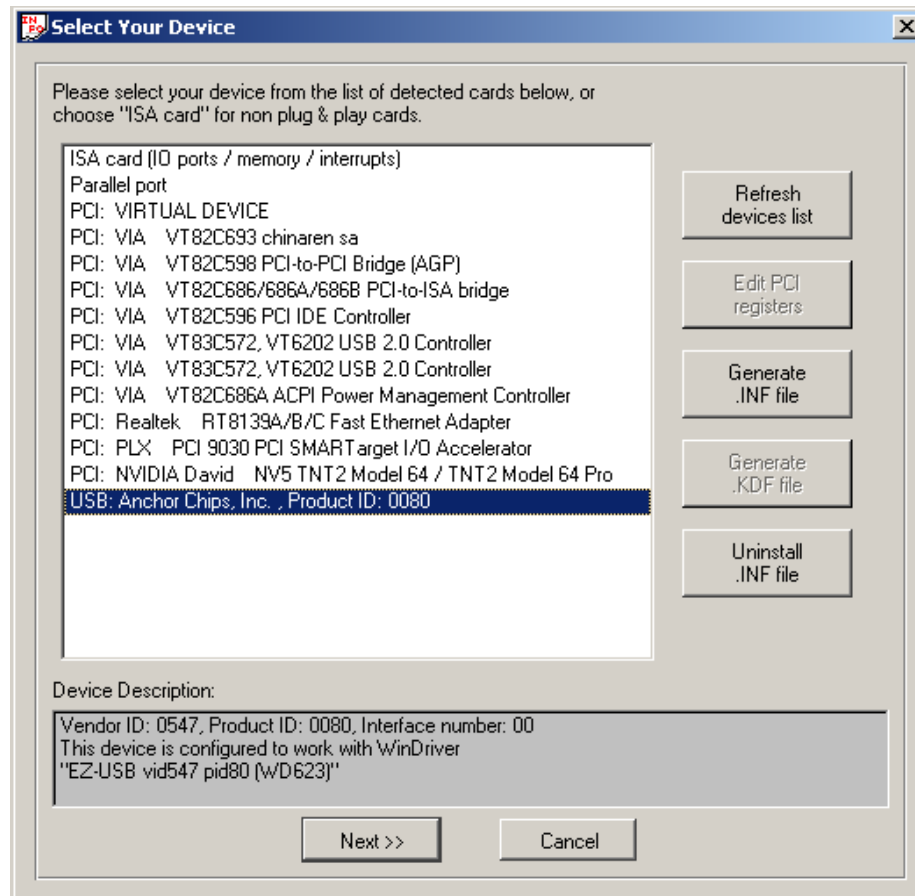 INFO
Select Your Device
Please select your device from the list of detected cards below, or
choose "ISA card" for non plug & play cards.
ISA card (IO ports / memory / interrupts)
Parallel port
PCI: VIRTUAL DEVICE
PCI: VIA VT82C693 chinaren sa
PCI: VIA VT82C598 PCI-to-PCI Bridge (AGP)
PCI: VIA VT82C686/686A/686B PCI-to-ISA bridge
PCI: VIA VT82C596 PCI IDE Controller
PCI: VIA VT83C572, VT6202 USB 2.0 Controller
PCI: VIA VT83C572, VT6202 USB 2.0 Controller
PCI: VIA VT82C686A ACPI Power Management Controller
PCI: Realtek RT8139A/B/C Fast Ethernet Adapter
PCI: PLX PCI 9030 PCI SMARTarget I/O Accelerator
PCI: NVIDIA David NV5 TNT2 Model 64 / TNT2 Model 64 Pro
USB: Anchor Chips, Inc. , Product ID: 0080
Refresh
devices list
Edit PCI
registers
Generate
.INF file
Generate
.KDF file
Uninstall
.INF file
Device Description:
Vendor ID: 0547, Product ID: 0080, Interface number: 00
This device is configured to work with WinDriver
"EZ-USB vid547 pid80 (WD623)"
Next >>
Cancel